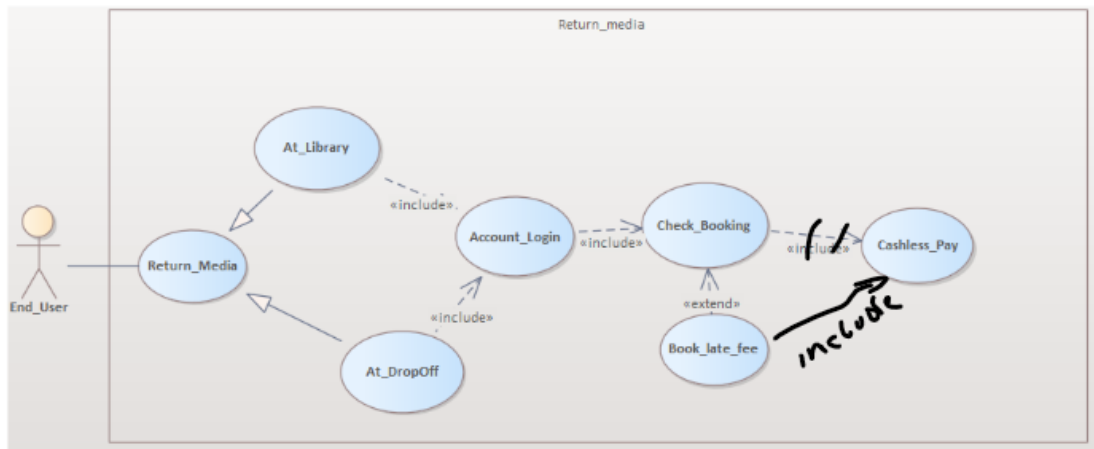 Return_media
At_Library
«include»
Account_Login
«include»
Check_Booking
«include»
Cashless_Pay
Return_Media
End_User
«include»
«extend»
Book_late_fee
include
At_DropOff